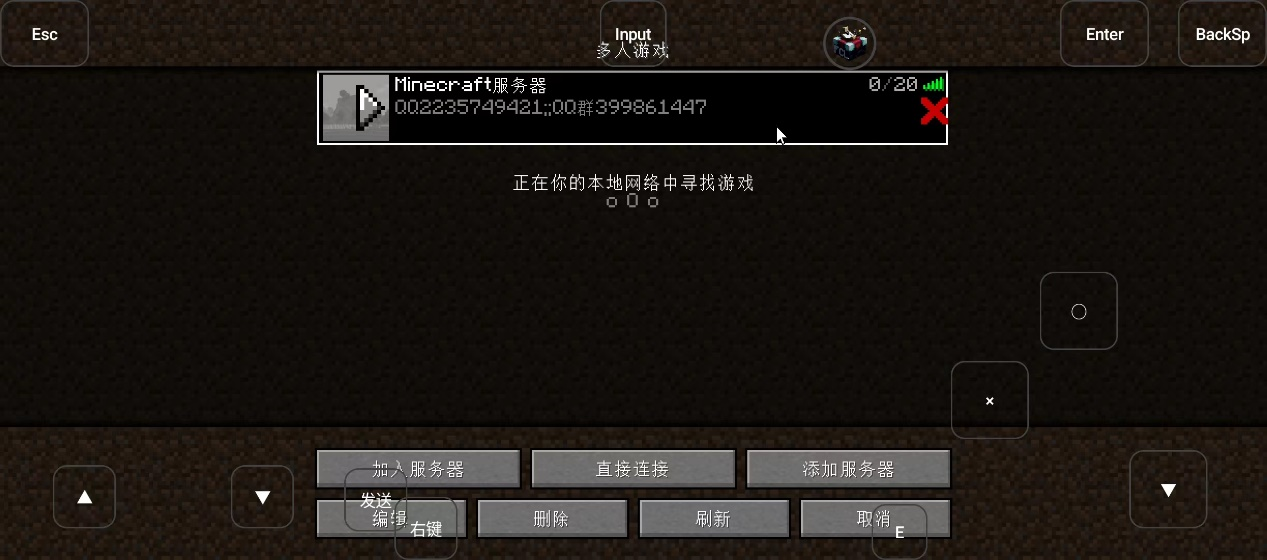 Esc
Input
Enter
BackSp
多人游戏
Minecraft服务器
0/20
QQ2235749421;;QQ群399861447
正在你的本地网络中寻找游戏
o O o
加入服务器
直接连接
添加服务器
发送
编辑
右键
删除
刷新
取消
E